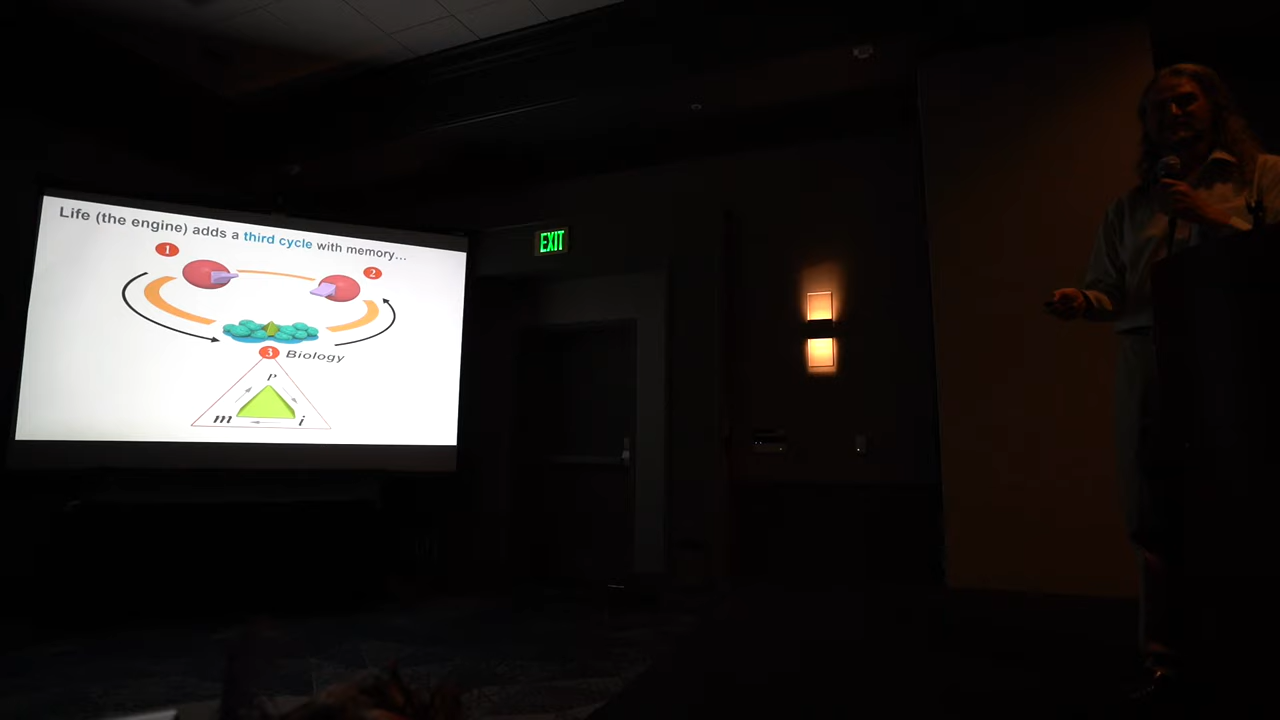 Life (the engine) adds a third cycle with memory...
1
2
3 Biology
P
m i
EXIT